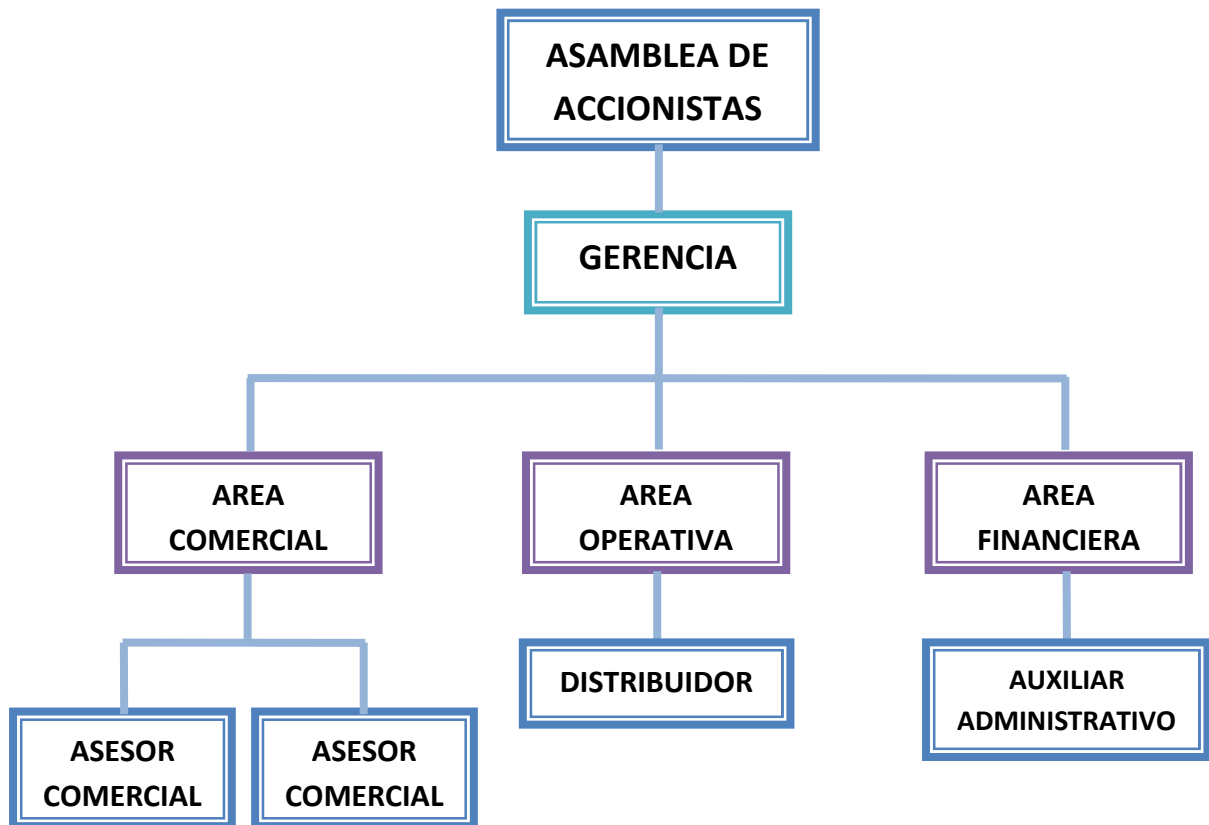 ASAMBLEA DE
ACCIONISTAS
GERENCIA
AREA
COMERCIAL
AREA
OPERATIVA
AREA
FINANCIERA
ASESOR
COMERCIAL
ASESOR
COMERCIAL
DISTRIBUIDOR
AUXILIAR
ADMINISTRATIVO